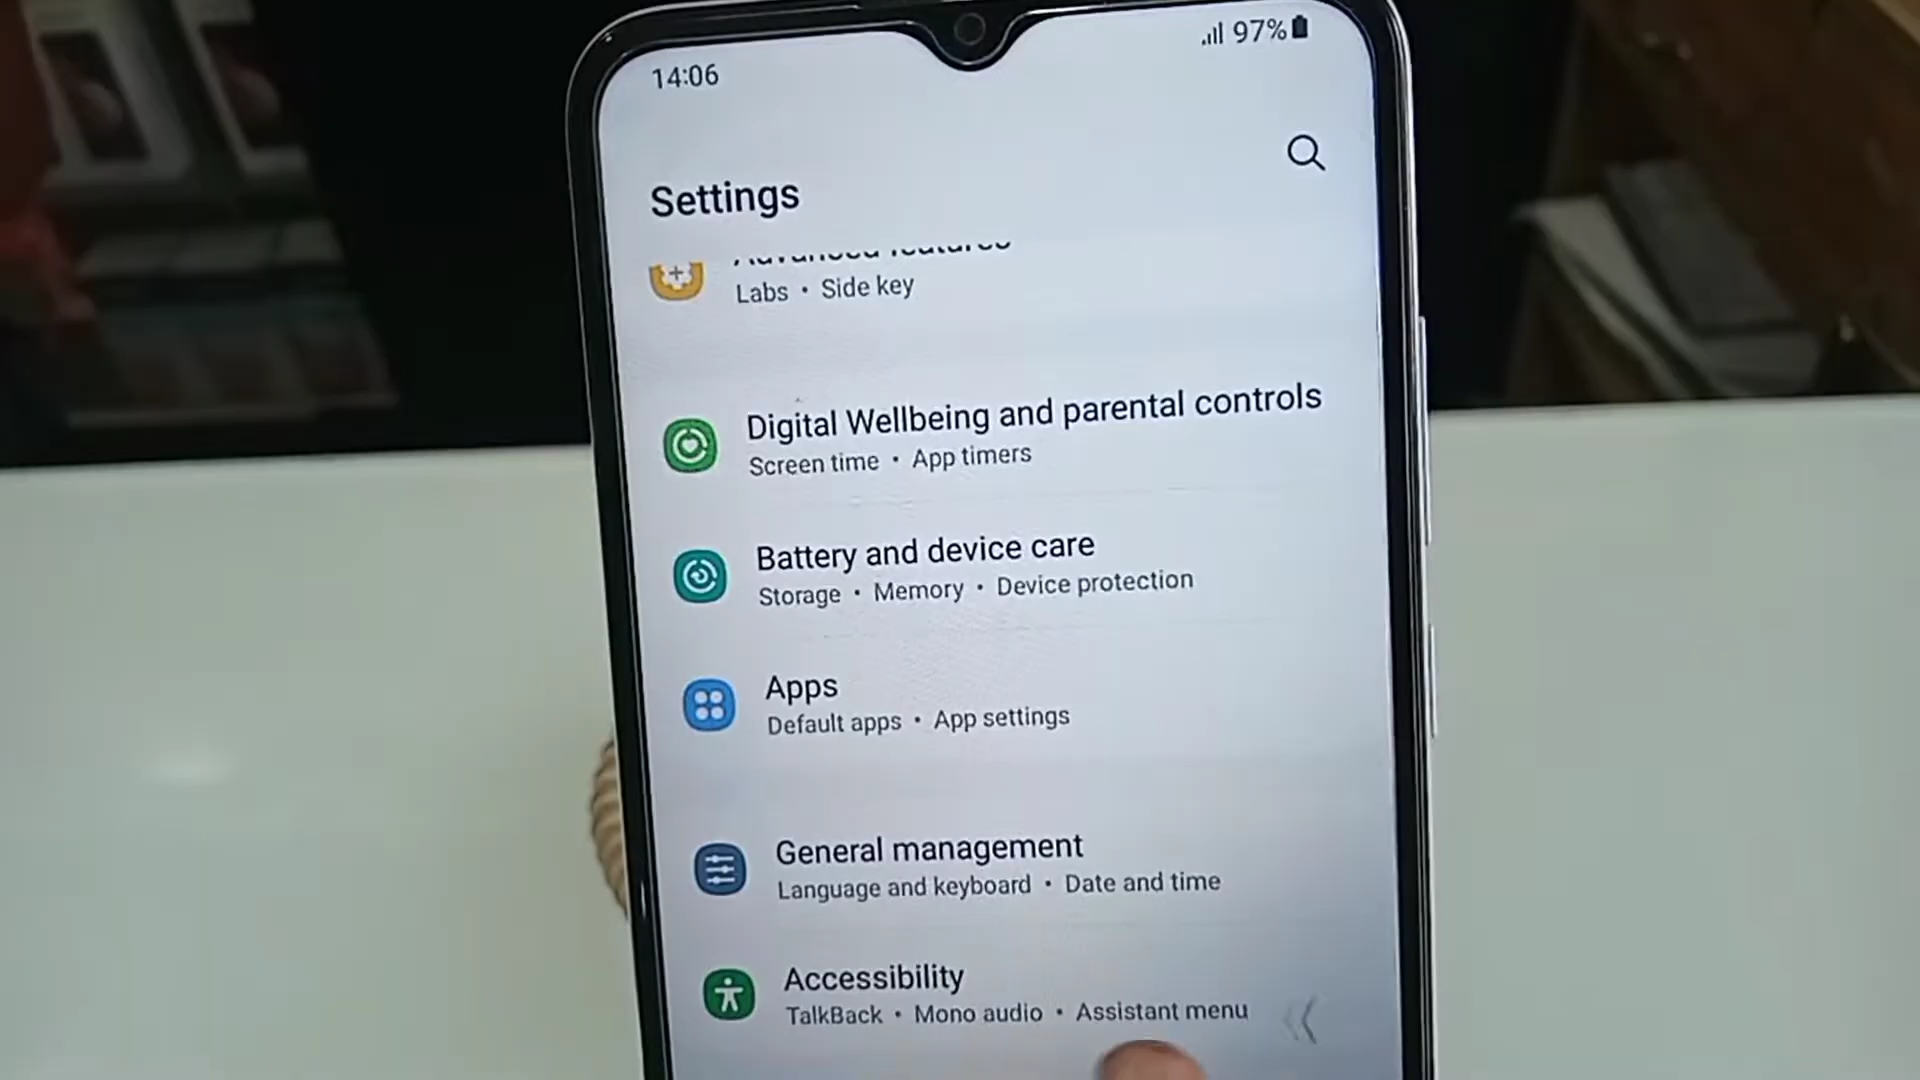 14:06
97%
Settings
Advanced features
Labs • Side key
Digital Wellbeing and parental controls
Screen time • App timers
Battery and device care
Storage • Memory • Device protection
Apps
Default apps • App settings
General management
Language and keyboard • Date and time
Accessibility
TalkBack • Mono audio • Assistant menu